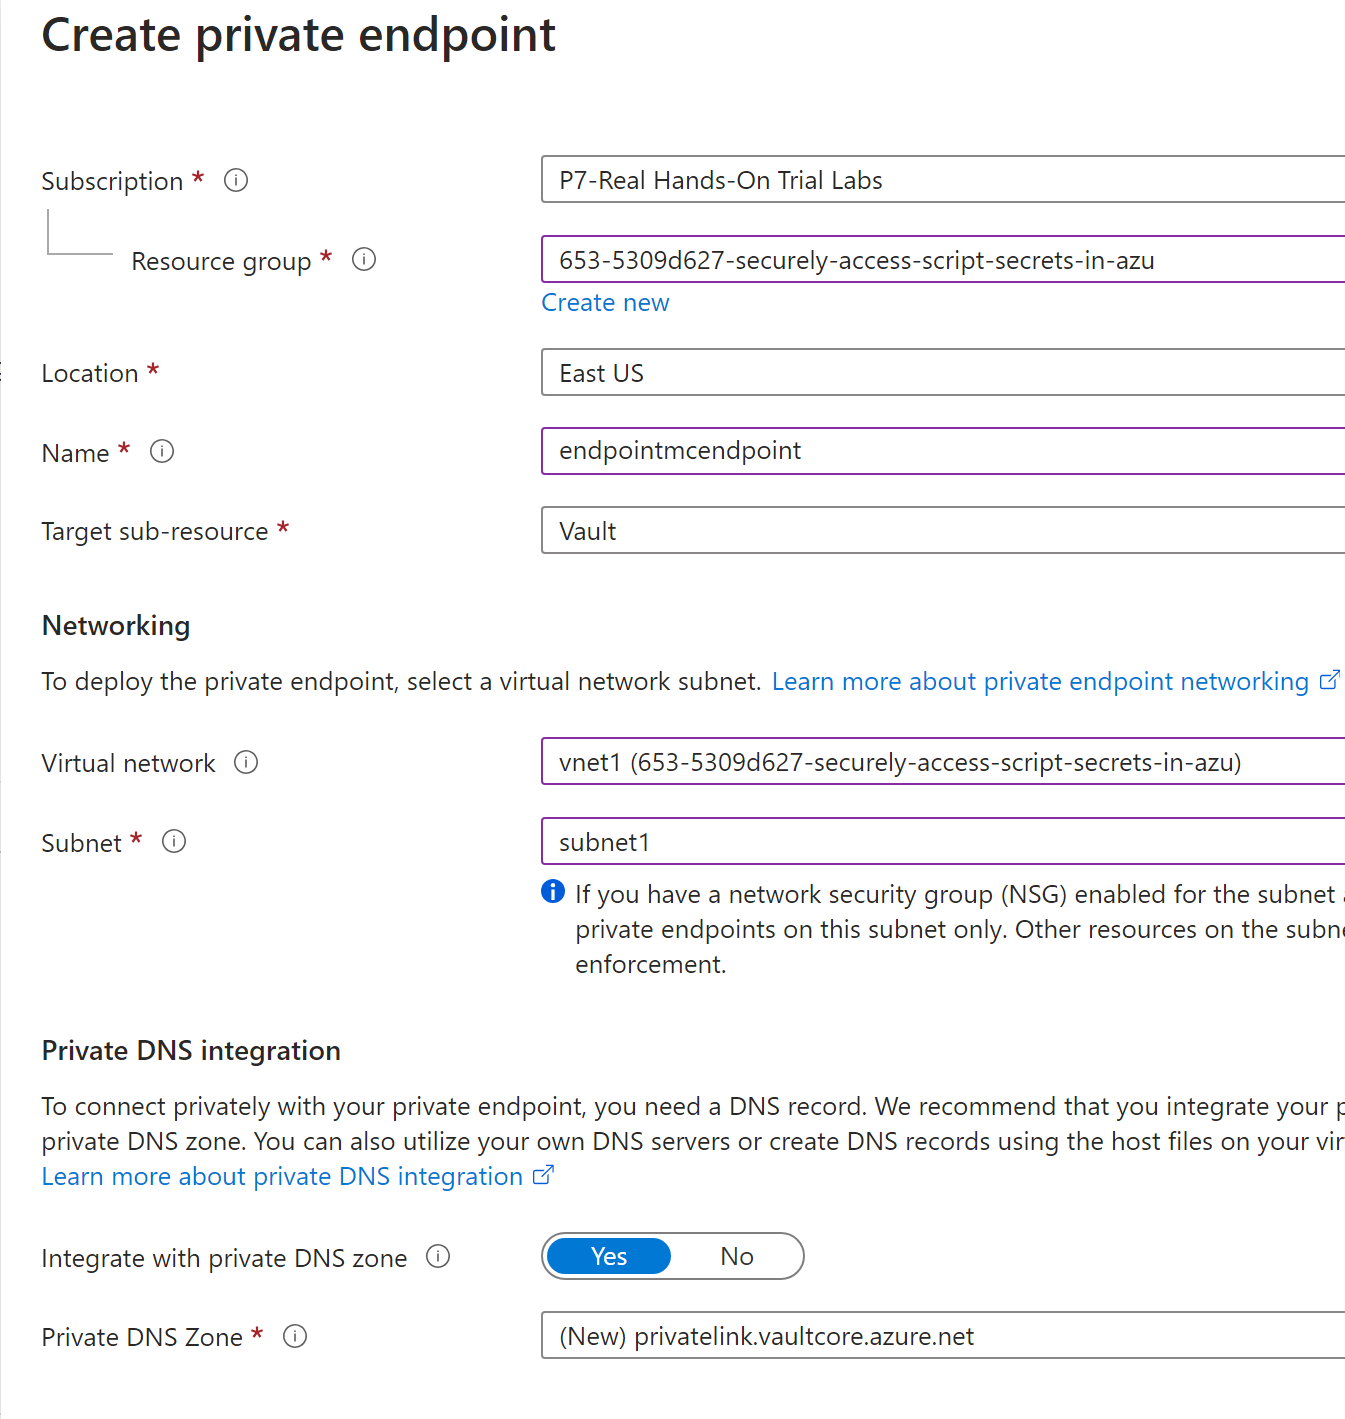 Create private endpoint
Subscription *
P7-Real Hands-On Trial Labs
Resource group *
653-5309d627-securely-access-script-secrets-in-azu
Create new
Location *
East US
Name *
endpointmcendpoint
Target sub-resource *
Vault
Networking
To deploy the private endpoint, select a virtual network subnet. Learn more about private endpoint networking
Virtual network
vnet1 (653-5309d627-securely-access-script-secrets-in-azu)
Subnet *
subnet1
If you have a network security group (NSG) enabled for the subnet
private endpoints on this subnet only. Other resources on the
enforcement.
Private DNS integration
To connect privately with your private endpoint, you need a DNS record. We recommend that you integrate your
private DNS zone. You can also utilize your own DNS servers or create DNS records using the host files on your
Learn more about private DNS integration
Integrate with private DNS zone
Yes
No
Private DNS Zone *
(New) privatelink.vaultcore.azure.net